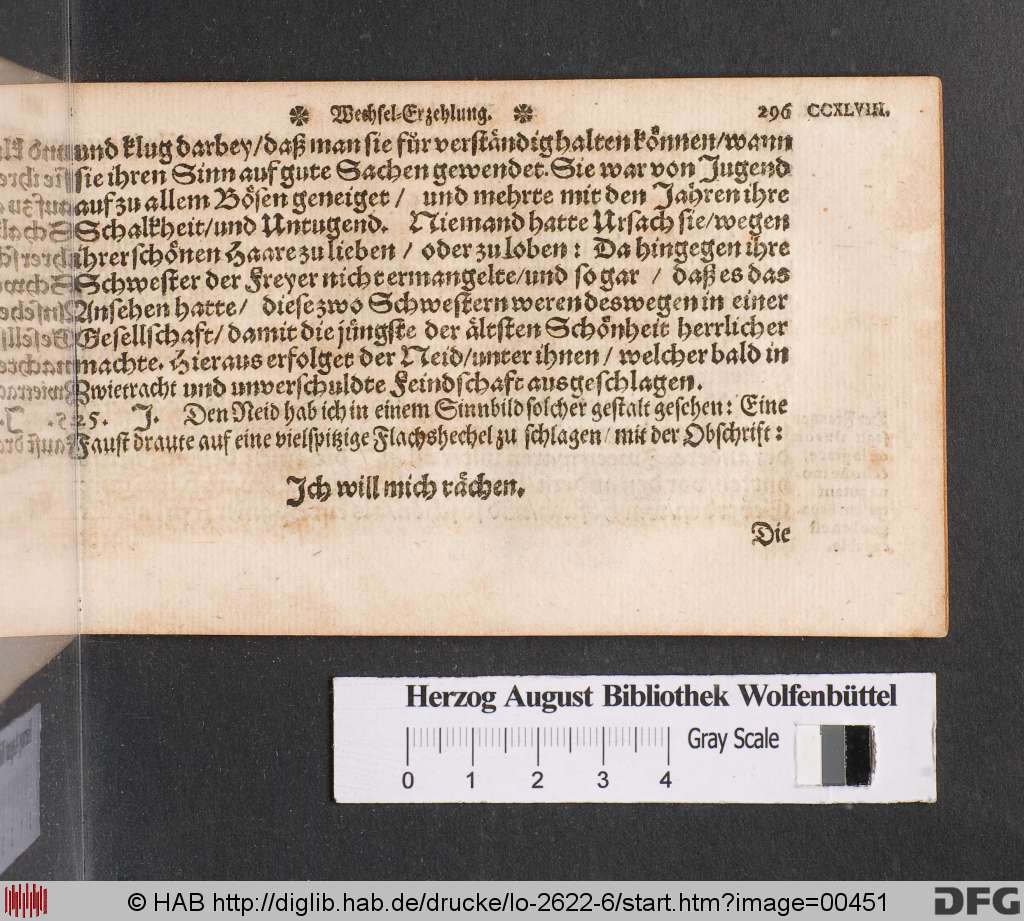 ✼ Wechsel-Erzehlung. ✼ 296 CCXLVIII.
und klug darbey/daß man sie für verständig halten können/wann
sie ihren Sinn auf gute Sachen gewendet. Sie war von Jugend
auf zu allem Bösen geneiget / und mehrte mit den Jahren ihre
Schalkheit/und Untugend. Niemand hatte Ursach sie/wegen
ihrer schönen Haare zu lieben / oder zu loben: Da hingegen ihre
Schwester der Freyer nicht ermangelte/und so gar / daß es das
Ansehen hatte/ diese zwo Schwestern weren deswegen in einer
Gesellschaft/damit die jüngste der ältsten Schönheit herrlicher
machte. Hieraus erfolget der Neid/unter ihnen / welcher bald in
Zwietracht und unverschuldte Feindschaft ausgeschlagen.
25. J. Den Neid hab ich in einem Sinnbild solcher gestalt gesehen: Eine
Faust draute auf eine vielspitzige Flachshechel zu schlagen/mit der Obschrift:
Ich will mich rächen.
Die
Herzog August Bibliothek Wolfenbüttel
0 1 2 3 4 Gray Scale
© HAB http://diglib.hab.de/drucke/lo-2622-6/start.htm?image=00451 DFG